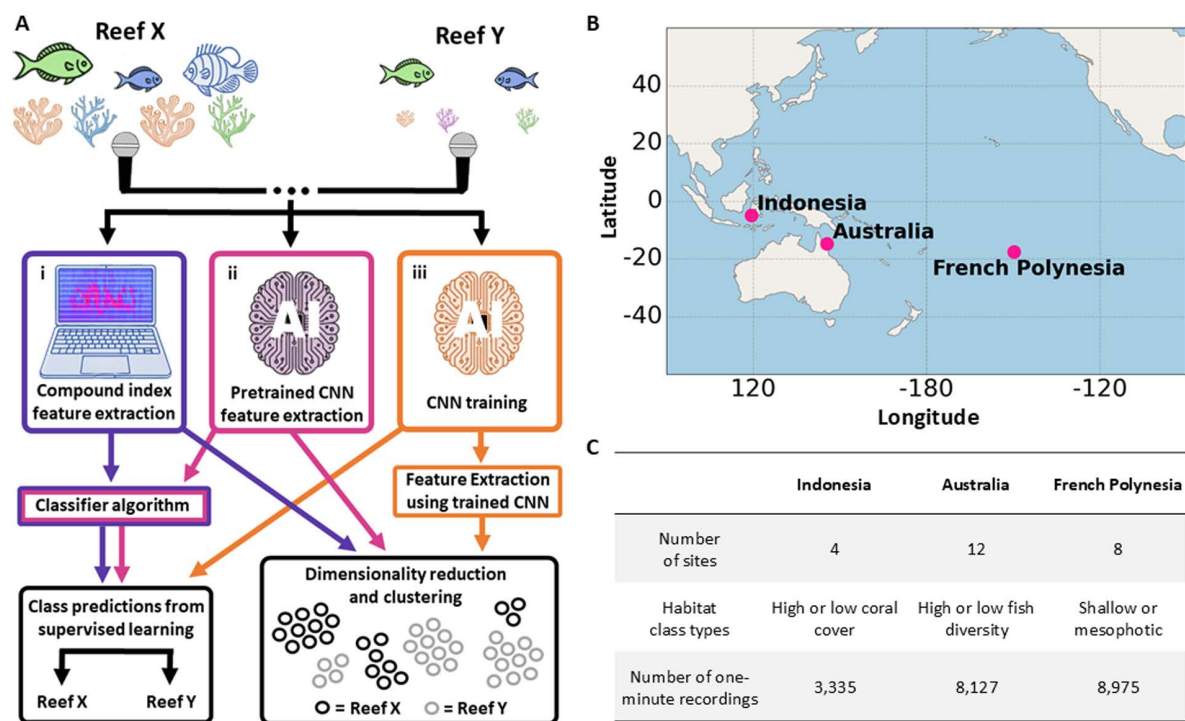 A
Reef X
Reef Y
i
ii
iii
AI
AI
Compound index
feature extraction
Pretrained CNN
feature extraction
CNN training
Classifier algorithm
Feature Extraction
using trained CNN
Class predictions from
supervised learning
Reef X
Reef Y
Dimensionality reduction
and clustering
= Reef X
= Reef Y
B
Latitude
40
20
0
-20
-40
Indonesia
Australia
French Polynesia
120
-180
-120
Longitude
C
Indonesia Australia French Polynesia
Number
of sites
4 12 8
Habitat
class types
High or low coral
cover
High or low fish
diversity
Shallow or
mesophotic
Number of one-
minute recordings
3,335 8,127 8,975